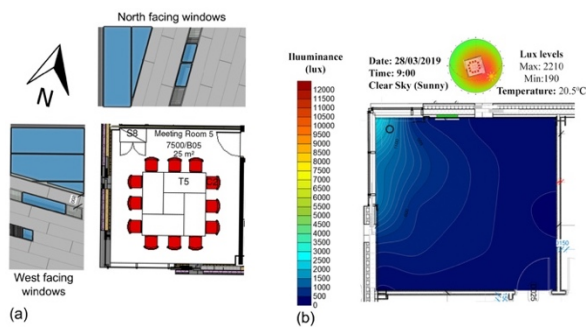 North facing windows
N
S8
Meeting Room 5
7500/B05
25 m²
T5
West facing
windows
(a)
Iluuminance
(lux)
12000
11500
11000
10500
10000
9500
9000
8500
8000
7500
7000
6500
6000
5500
5000
4500
4000
3500
3000
2500
2000
1500
1000
500
0
Date: 28/03/2019
Time: 9:00
Clear Sky (Sunny)
Lux levels
Max: 2210
Min:190
Temperature: 20.5°C
(b)